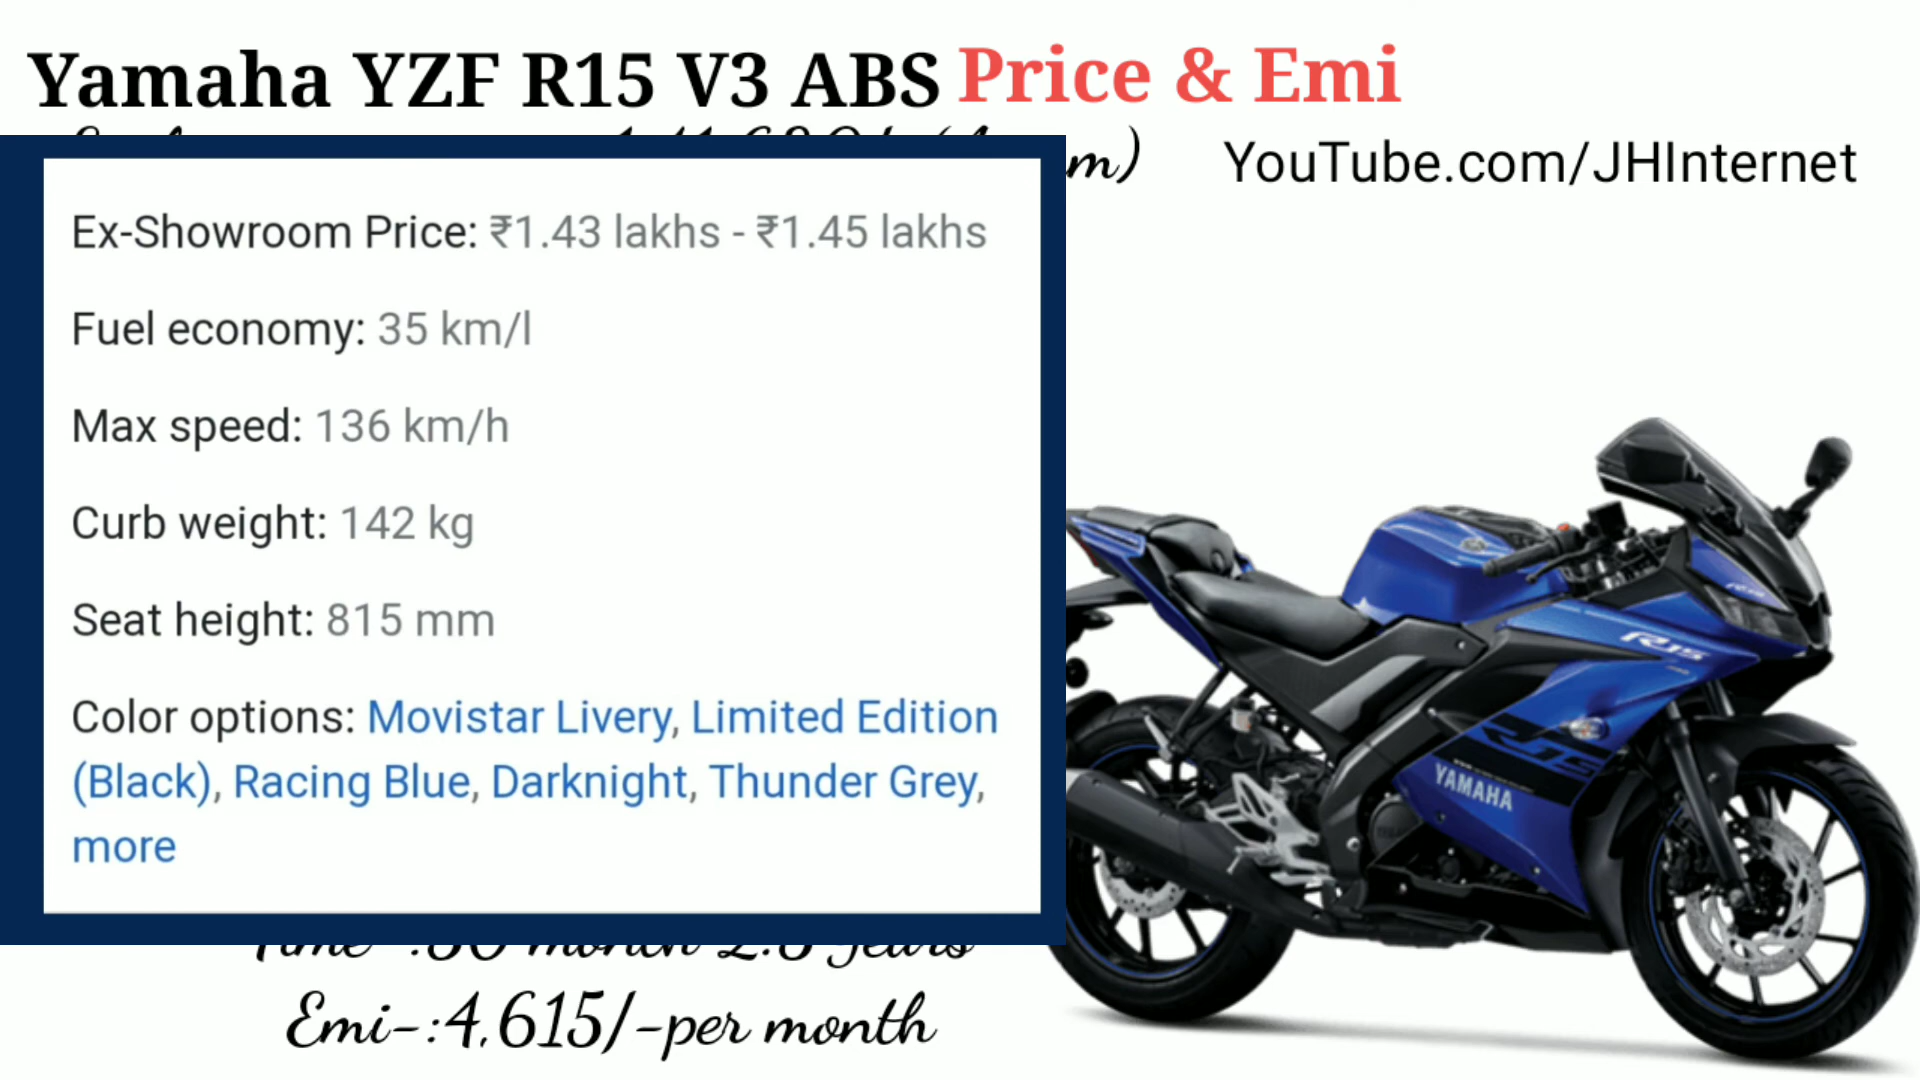 Yamaha YZF R15 V3 ABS Price & Emi
m)
YouTube.com/JHInternet
Ex-Showroom Price: ₹1.43 lakhs - ₹1.45 lakhs
Fuel economy: 35 km/l
Max speed: 136 km/h
Curb weight: 142 kg
Seat height: 815 mm
Color options: Movistar Livery, Limited Edition
(Black), Racing Blue, Darknight, Thunder Grey,
more
R15
YAMAHA
Emi-:4,615/-per month